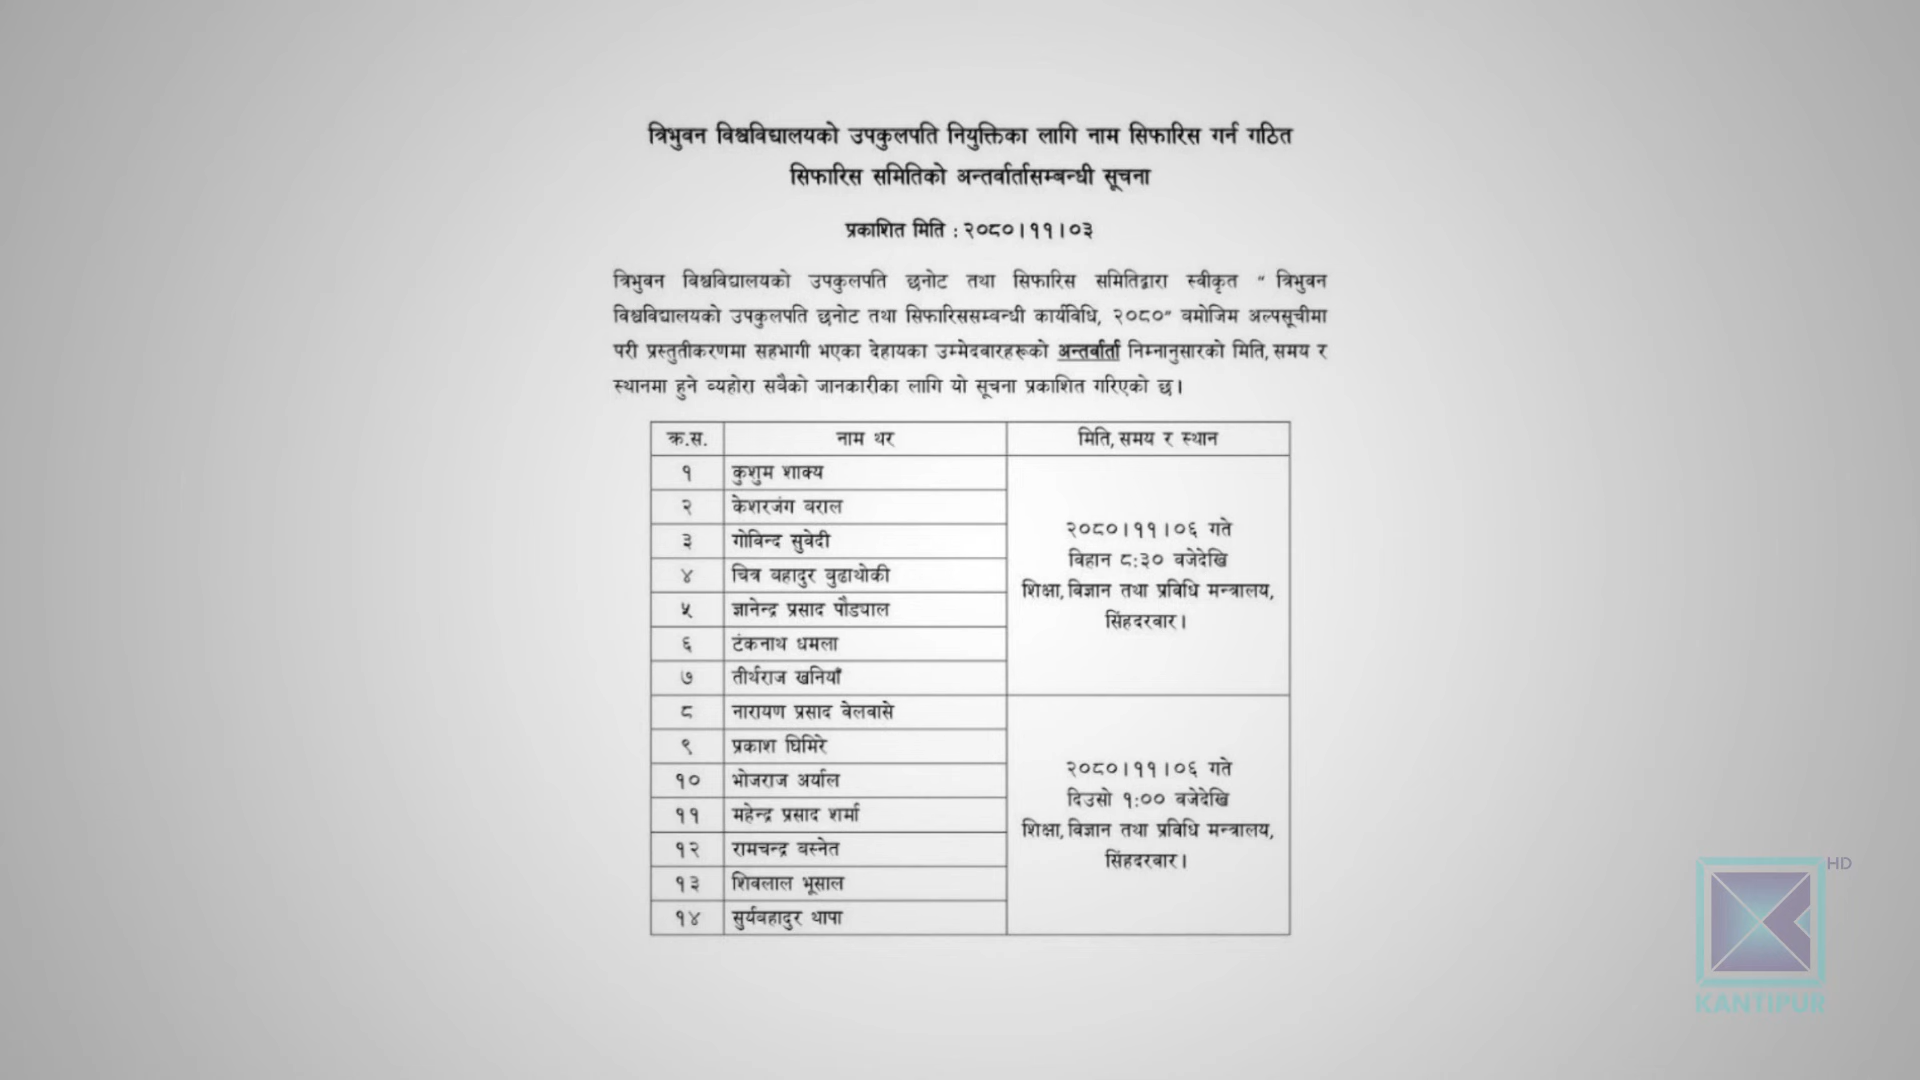 त्रिभुवन विश्वविद्यालयको उपकुलपति नियुक्तिका लागि नाम सिफारिस गर्न गठित
सिफारिस समितिको अन्तर्वार्तासम्बन्धी सूचना
प्रकाशित मिति : २०८०।११।०३
त्रिभुवन विश्वविद्यालयको उपकुलपति छनोट तथा सिफारिस समितिद्वारा स्वीकृत “ त्रिभुवन
विश्वविद्यालयको उपकुलपति छनोट तथा सिफारिससम्बन्धी कार्यविधि, २०८०” बमोजिम अल्पसूचीमा
परी प्रस्तुतीकरणमा सहभागी भएका देहायका उम्मेदवारहरूको अन्तर्वार्ता निम्नानुसारको मिति, समय र
स्थानमा हुने व्यहोरा सबैको जानकारीका लागि यो सूचना प्रकाशित गरिएको छ।
क्र.स. नाम थर मिति, समय र स्थान
१ कुशुम शाक्य
२ केशरजंग बराल
३ गोविन्द सुवेदी
४ चित्र बहादुर बुढाथोकी
५ ज्ञानेन्द्र प्रसाद पौड्याल
६ टंकनाथ धमला
७ तीर्थराज खनियाँ
२०८०।११।०६ गते
बिहान ८:३० बजेदेखि
शिक्षा, विज्ञान तथा प्रविधि मन्त्रालय,
सिंहदरबार।
८ नारायण प्रसाद बेलबासे
९ प्रकाश घिमिरे
१० भोजराज अर्याल
११ महेन्द्र प्रसाद शर्मा
१२ रामचन्द्र बस्नेत
१३ शिवलाल भूसाल
१४ सुर्यबहादुर थापा
२०८०।११।०६ गते
दिउसो १:०० बजेदेखि
शिक्षा, विज्ञान तथा प्रविधि मन्त्रालय,
सिंहदरबार।
HD
KANTIPUR